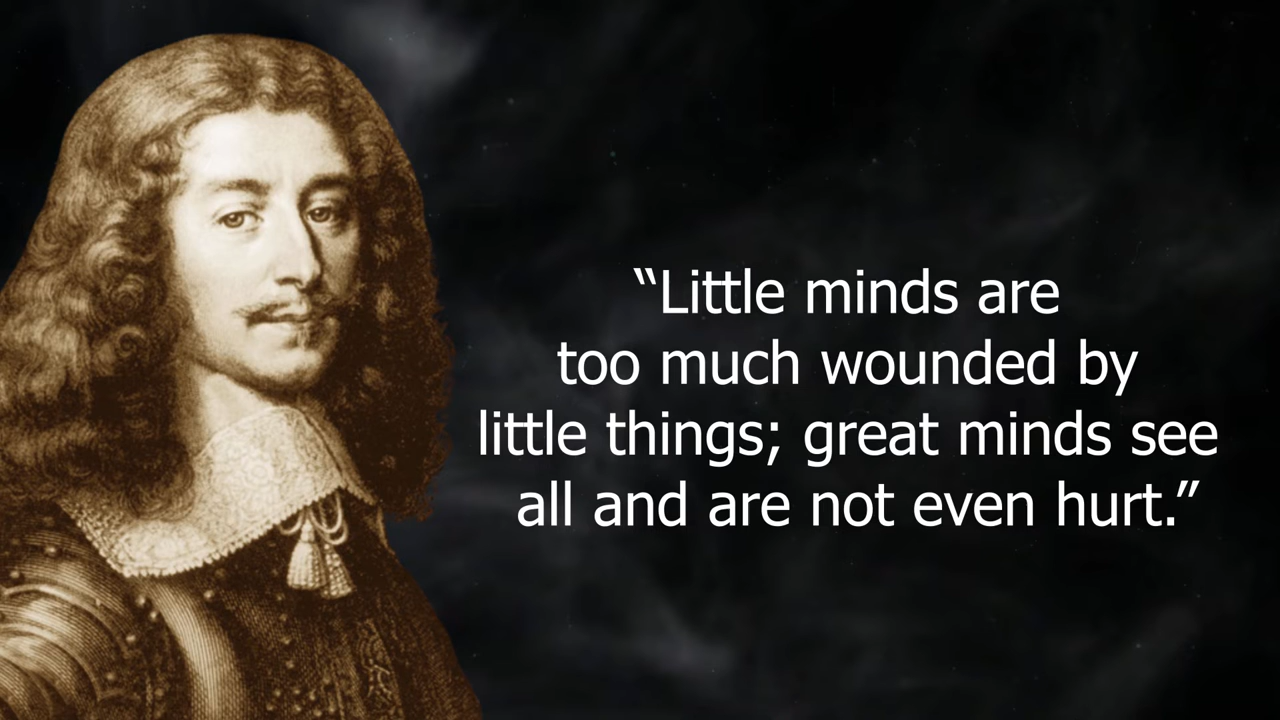 “Little minds are
too much wounded by
little things; great minds see
all and are not even hurt.”